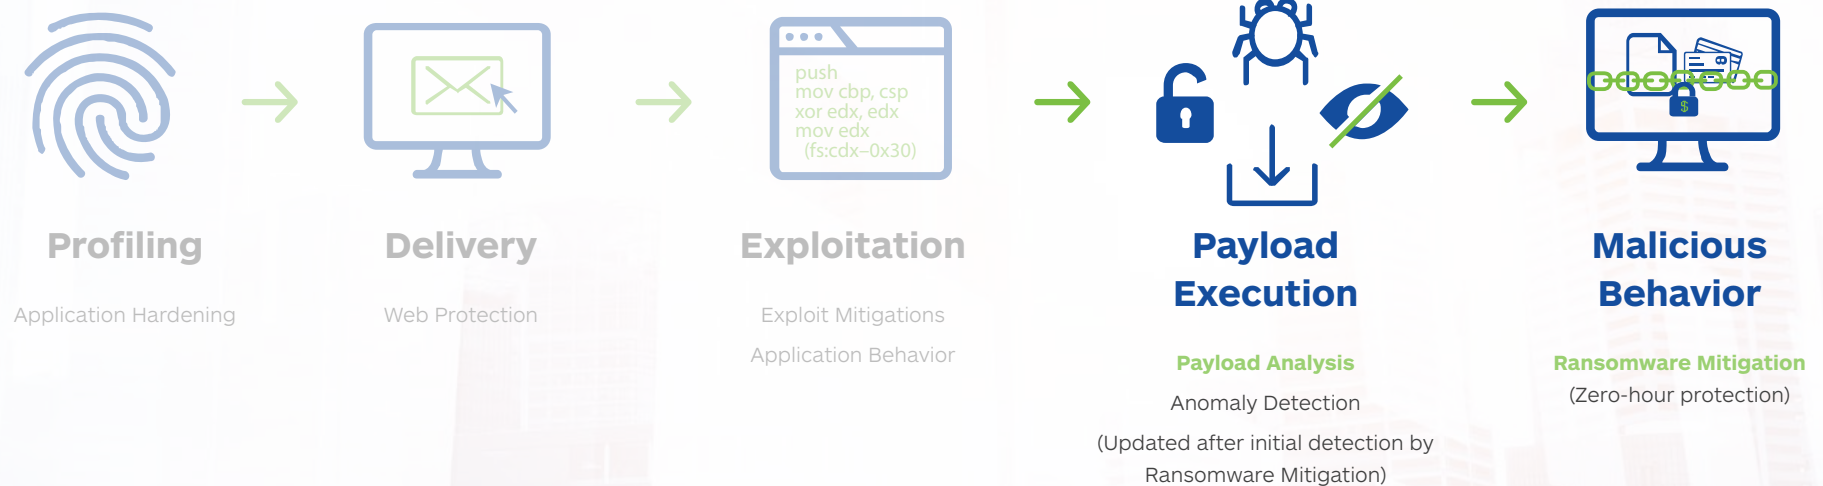 push
mov cbp, csp
xor edx, edx
mov edx
(fs:cdx–0x30)
$
Profiling
Application Hardening
Delivery
Web Protection
Exploitation
Exploit Mitigations
Application Behavior
Payload
Execution
Payload Analysis
Anomaly Detection
(Updated after initial detection by
Ransomware Mitigation)
Malicious
Behavior
Ransomware Mitigation
(Zero-hour protection)